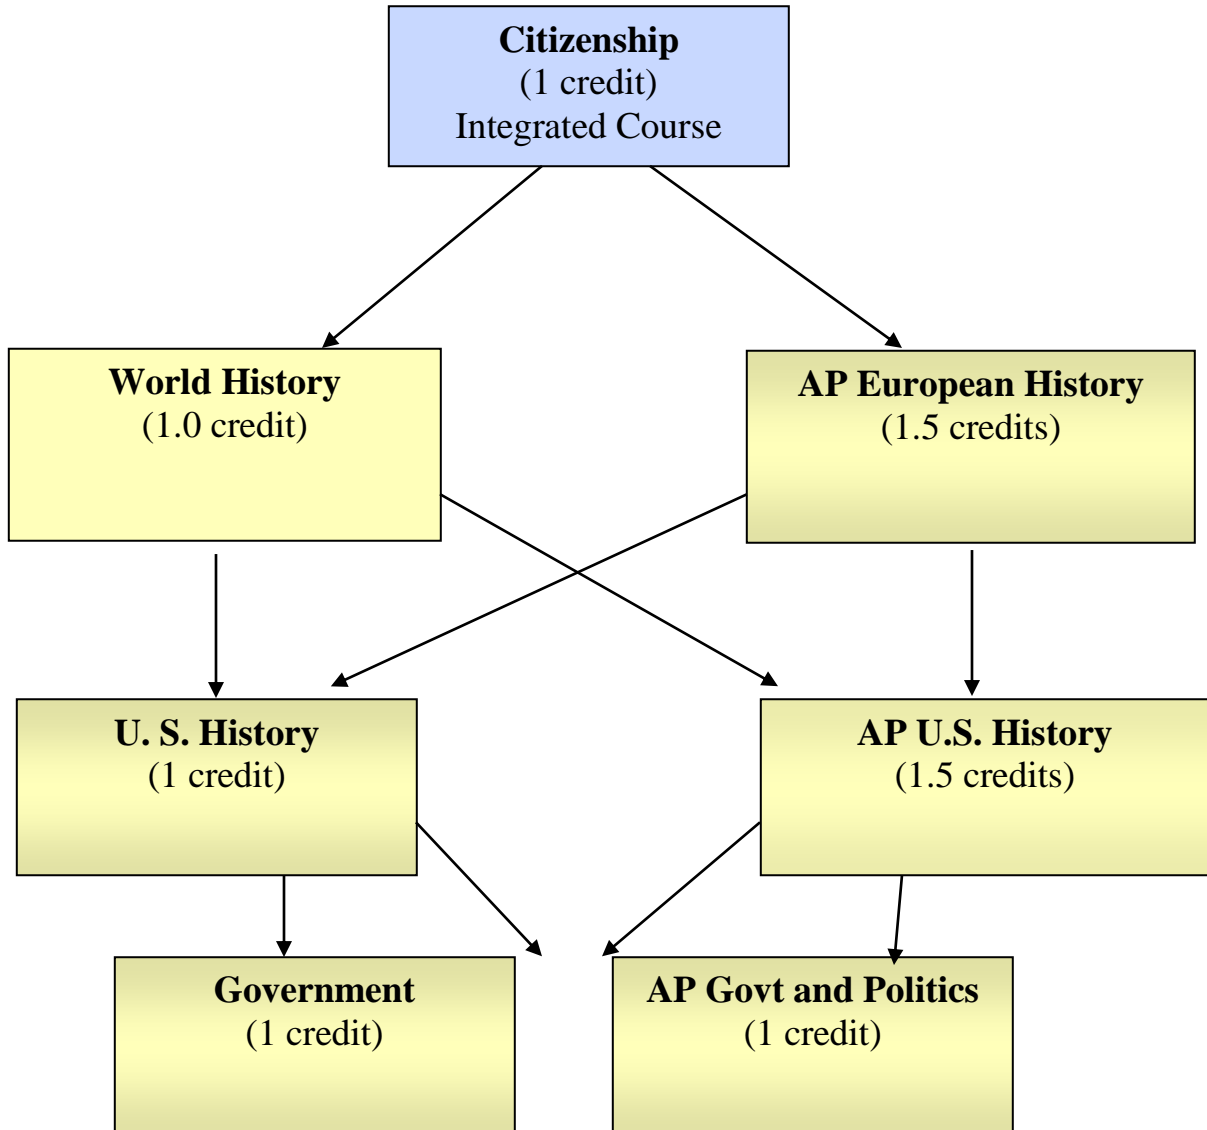 Citizenship
(1 credit)
Integrated Course
World History
(1.0 credit)
AP European History
(1.5 credits)
U. S. History
(1 credit)
AP U.S. History
(1.5 credits)
Government
(1 credit)
AP Govt and Politics
(1 credit)